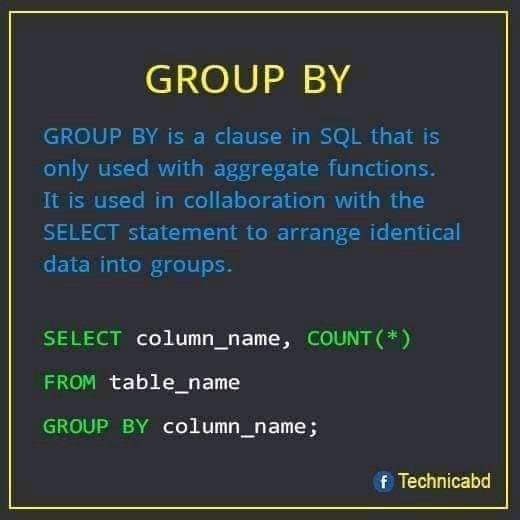 GROUP BY
GROUP BY is a clause in SQL that is
only used with aggregate functions.
It is used in collaboration with the
SELECT statement to arrange identical
data into groups.
SELECT column_name, COUNT(*)
FROM table_name
GROUP BY column_name;
f Technicabd